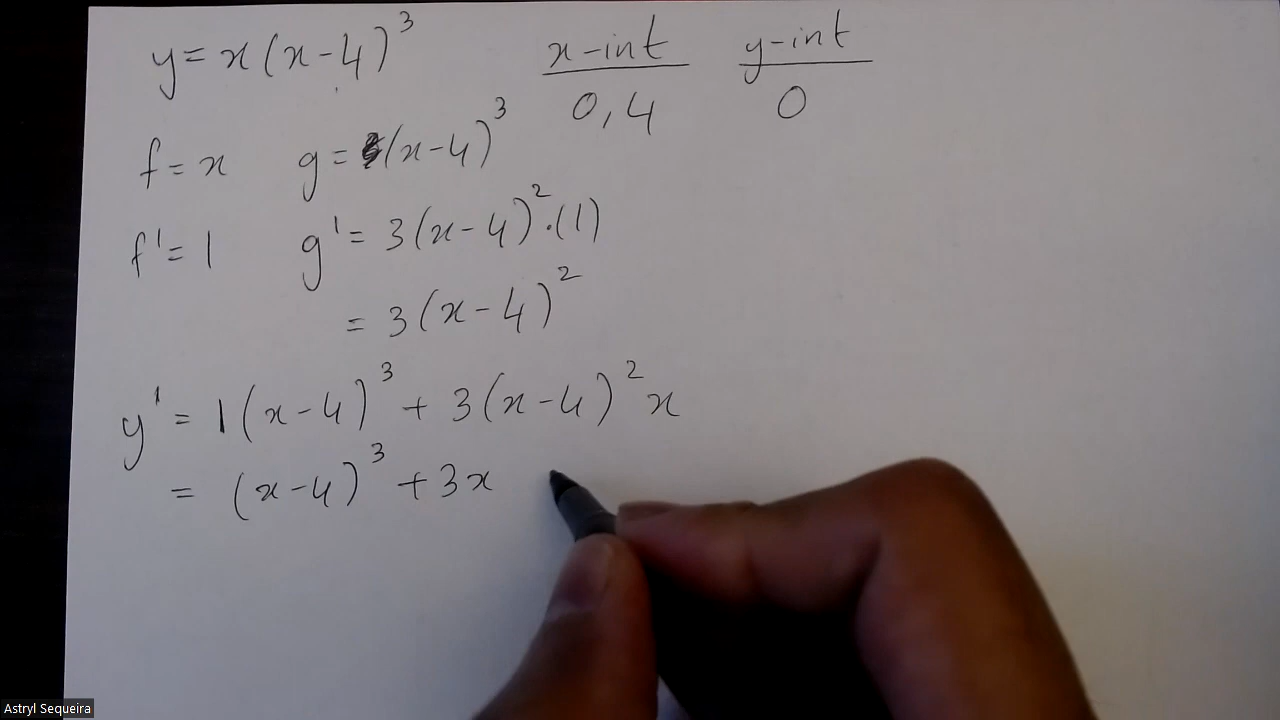 y = x(x-4)³ x-int y-int
0,4 0
f = x g = (x-4)³
f' = 1 g' = 3(x-4)²·(1)
= 3(x-4)²
y' = 1(x-4)³ + 3(x-4)²x
= (x-4)³ + 3x
Astryl Sequeira